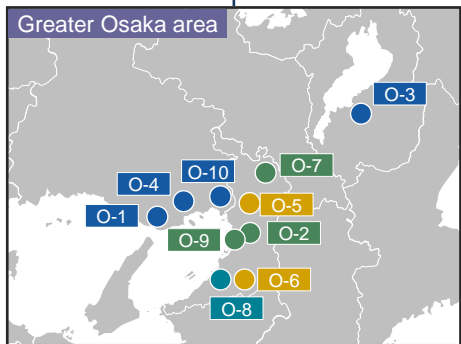 Greater Osaka area
O-3
O-7
O-10
O-4
O-5
O-1
O-2
O-9
O-6
O-8